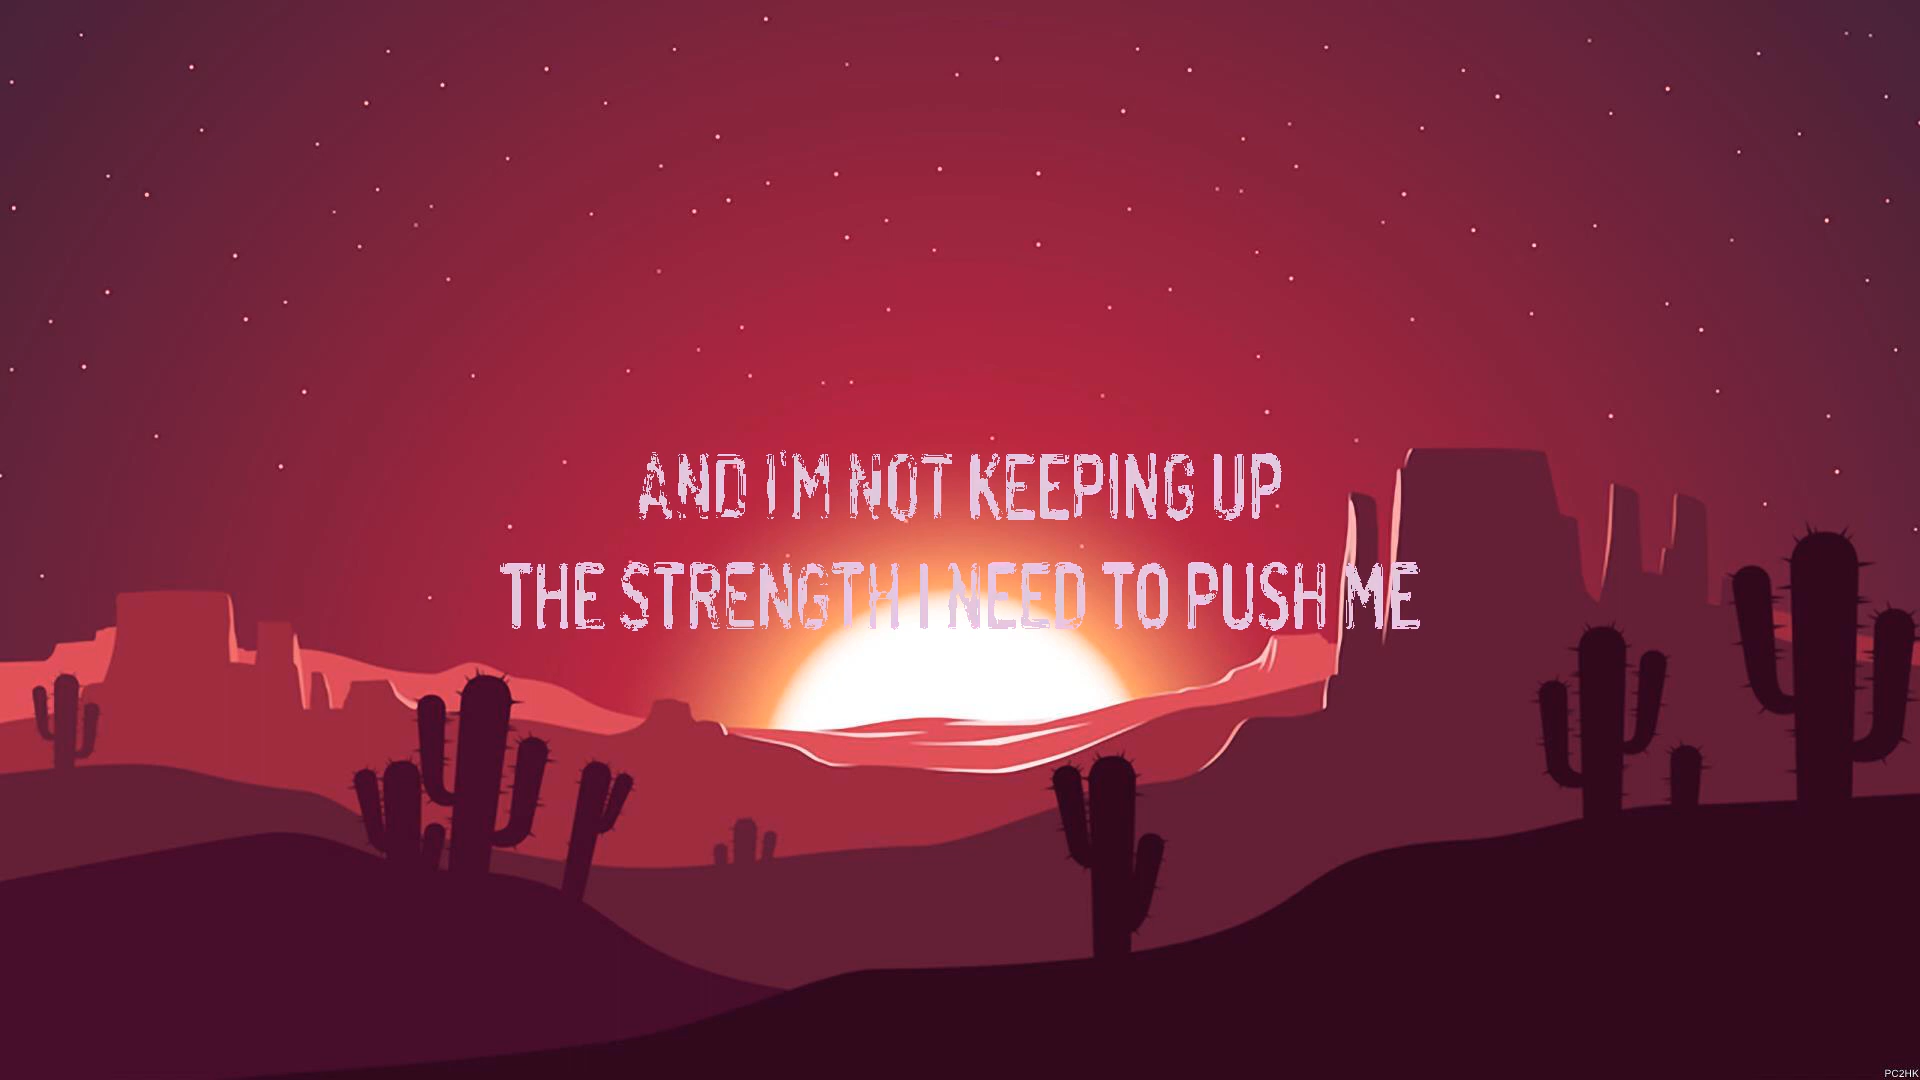 AND I'M NOT KEEPING UP
THE STRENGTH I NEED TO PUSH ME
PC2HK